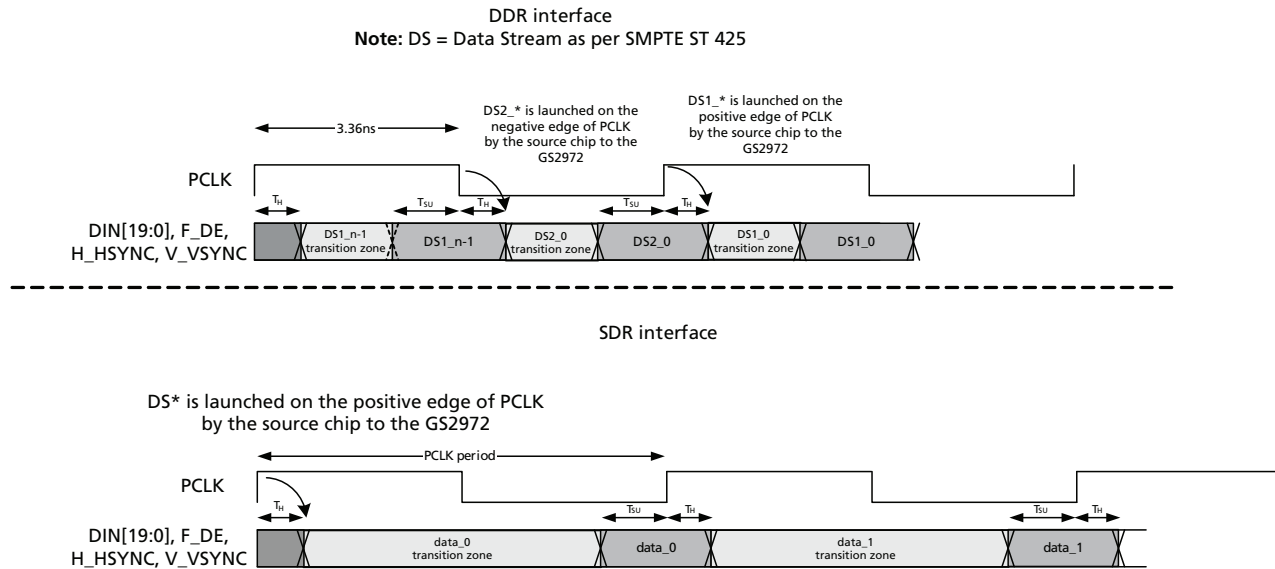 DDR interface
Note: DS = Data Stream as per SMPTE ST 425
3.36ns
DS2_* is launched on the
negative edge of PCLK
by the source chip to the
GS2972
DS1_* is launched on the
positive edge of PCLK
by the source chip to the
GS2972
PCLK
TH
TSU
TH
TSU
TH
DIN[19:0], F_DE,
H_HSYNC, V_VSYNC
DS1_n-1
transition zone
DS1_n-1
DS2_0
transition zone
DS2_0
DS1_0
transition zone
DS1_0
SDR interface
DS* is launched on the positive edge of PCLK
by the source chip to the GS2972
PCLK period
PCLK
TH
TSU
TH
TSU
TH
DIN[19:0], F_DE,
H_HSYNC, V_VSYNC
data_0
transition zone
data_0
data_1
transition zone
data_1